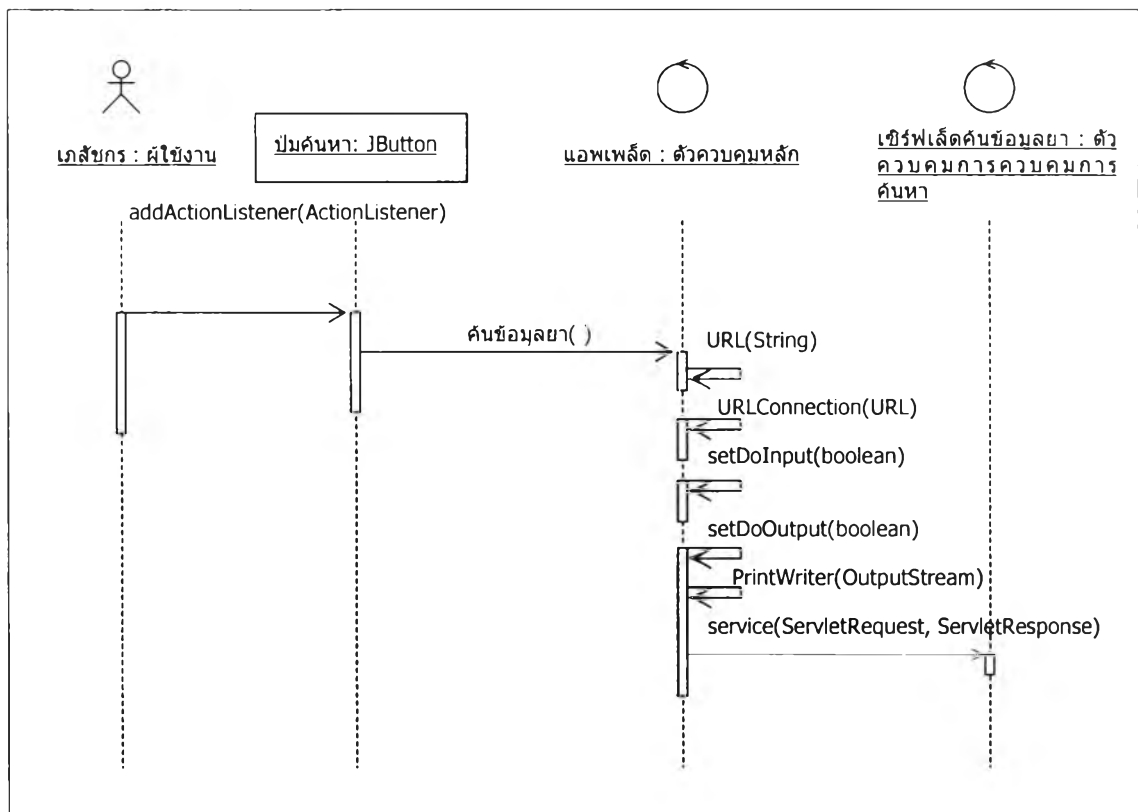 เภสัชกร : ผู้ใช้งาน
ปุ่มค้นหา: JButton
แอพเพล็ต : ตัวควบคุมหลัก
เซิร์ฟเล็ตค้นข้อมูลยา : ตัว
ควบคุมการควบคุมการ
ค้นหา
addActionListener(ActionListener)
ค้นข้อมูลยา( )
URL(String)
URLConnection(URL)
setDoInput(boolean)
setDoOutput(boolean)
PrintWriter(OutputStream)
service(ServletRequest, ServletResponse)